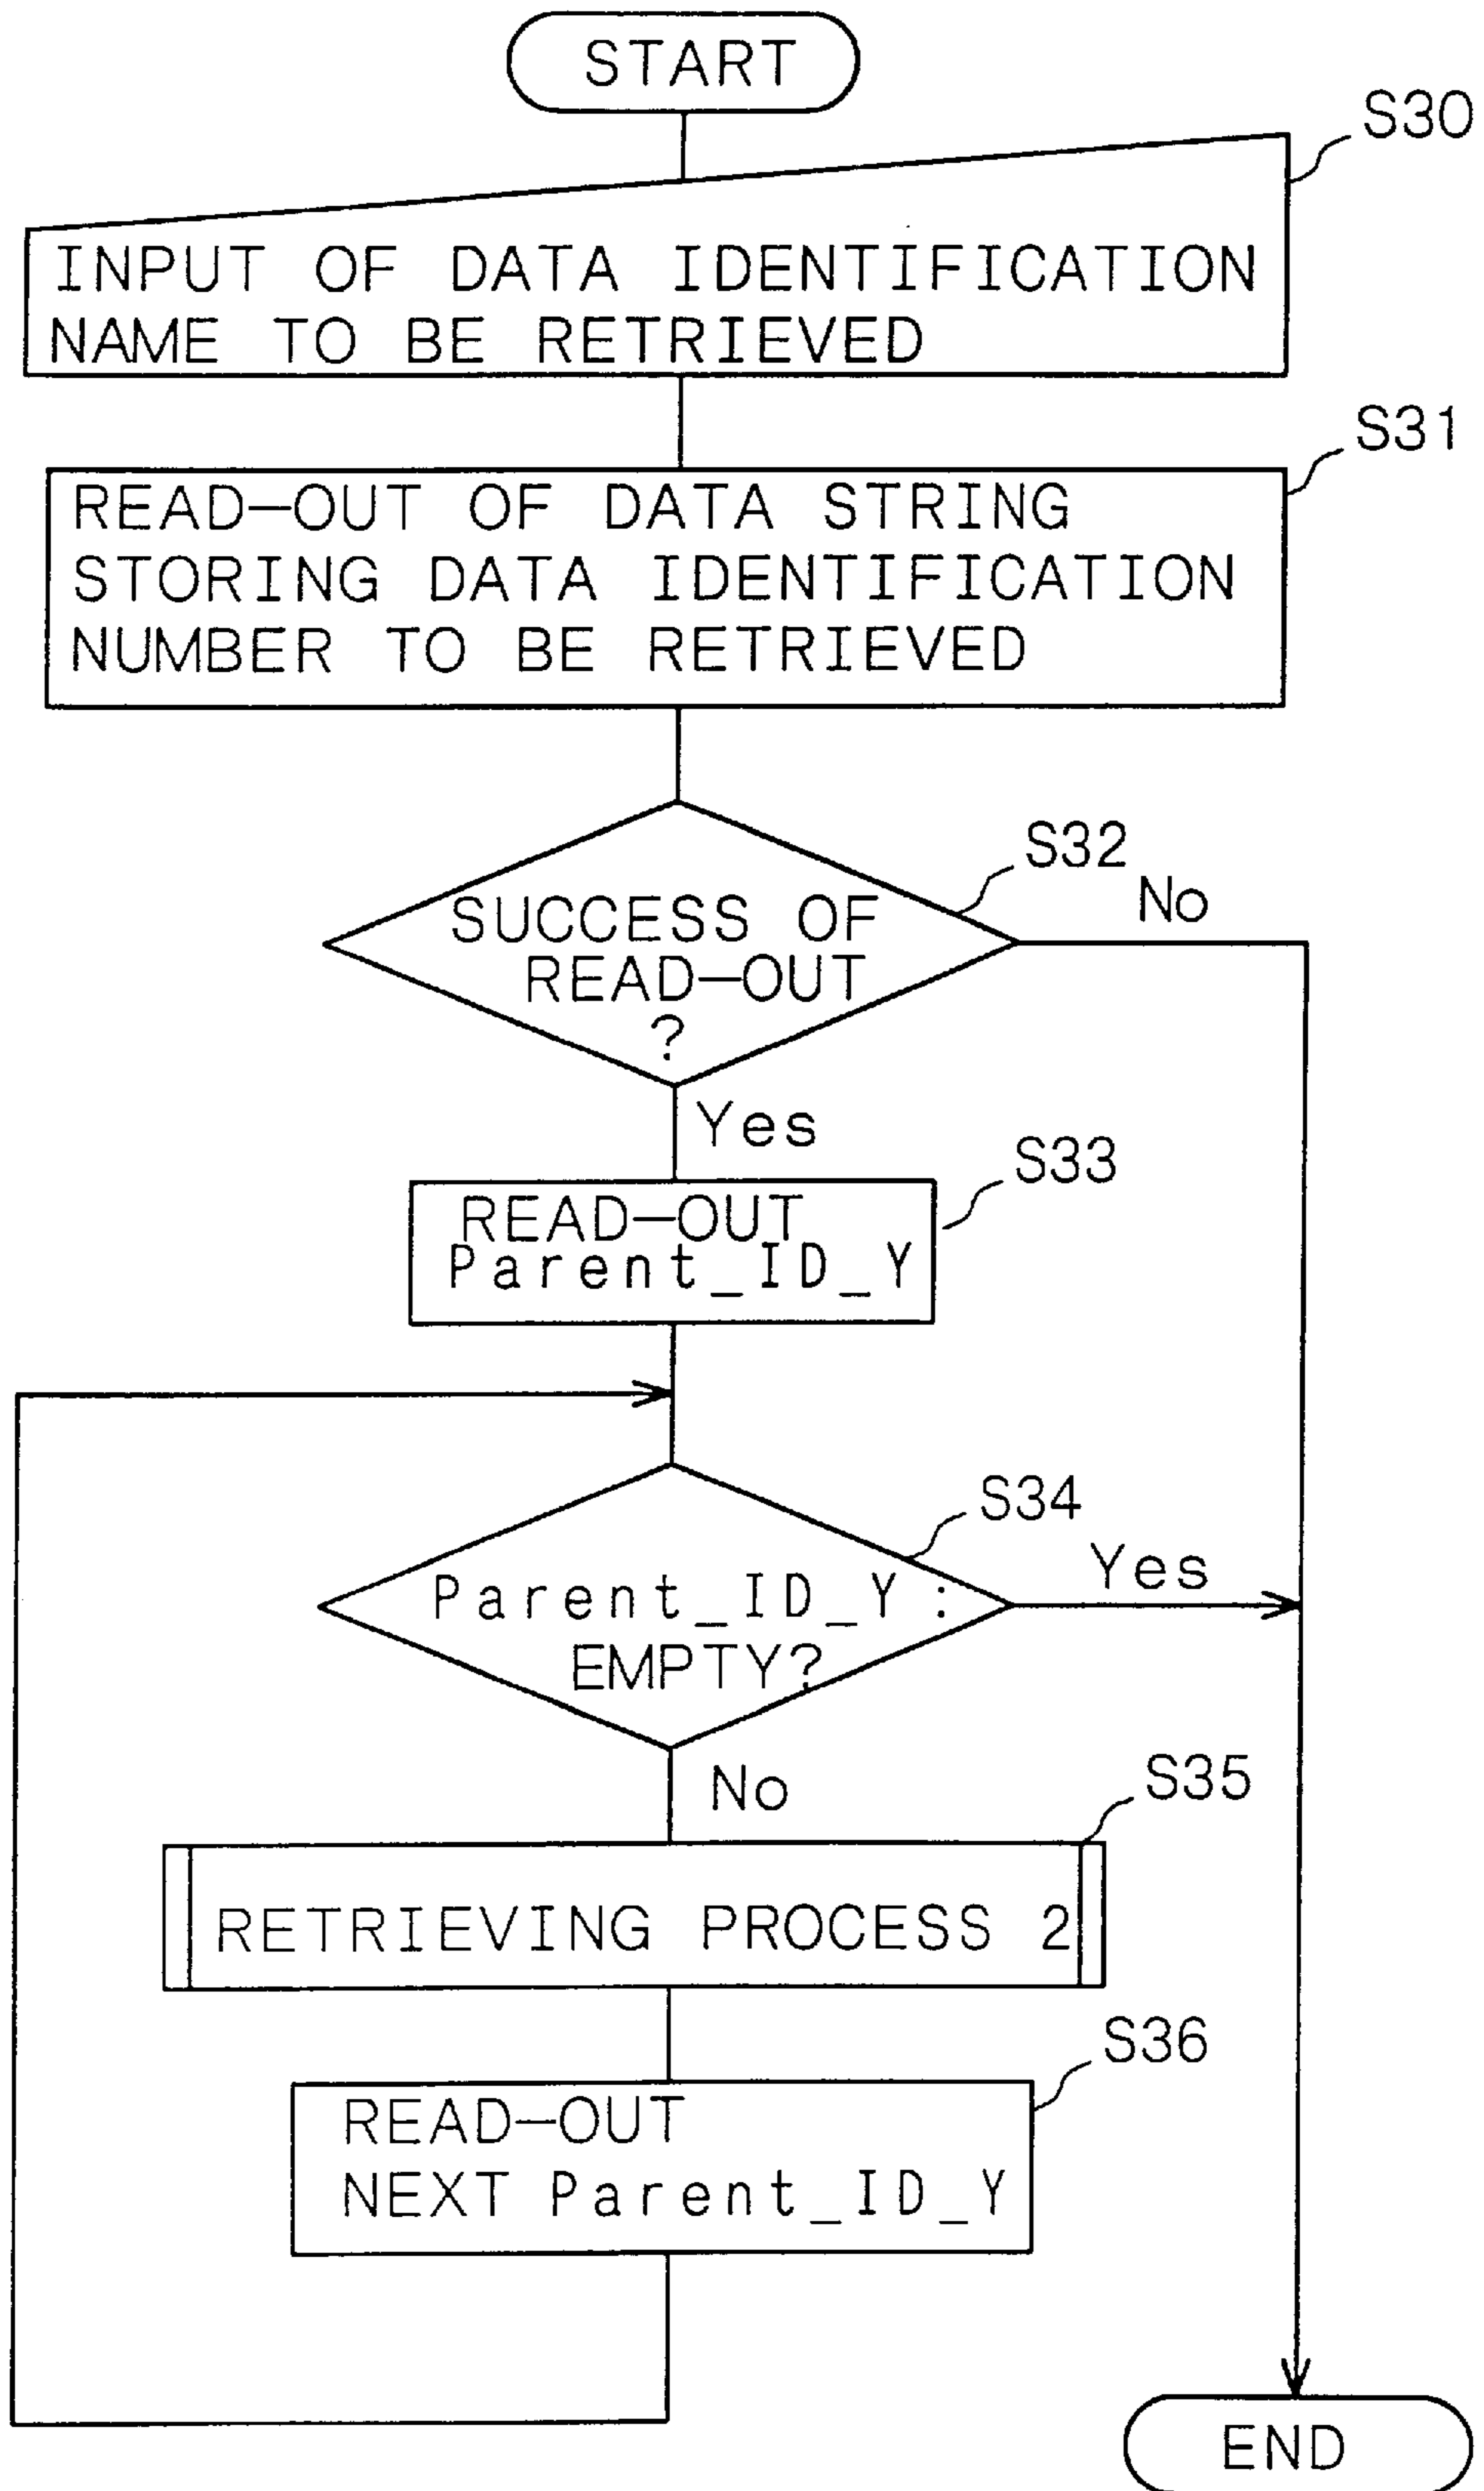 START
S30
INPUT OF DATA IDENTIFICATION
NAME TO BE RETRIEVED
S31
READ-OUT OF DATA STRING
STORING DATA IDENTIFICATION
NUMBER TO BE RETRIEVED
S32
No
SUCCESS OF
READ-OUT
?
Yes
S33
READ-OUT
Parent_ID_Y
S34
Yes
Parent_ID_Y :
EMPTY?
No
S35
RETRIEVING PROCESS 2
S36
READ-OUT
NEXT Parent_ID_Y
END